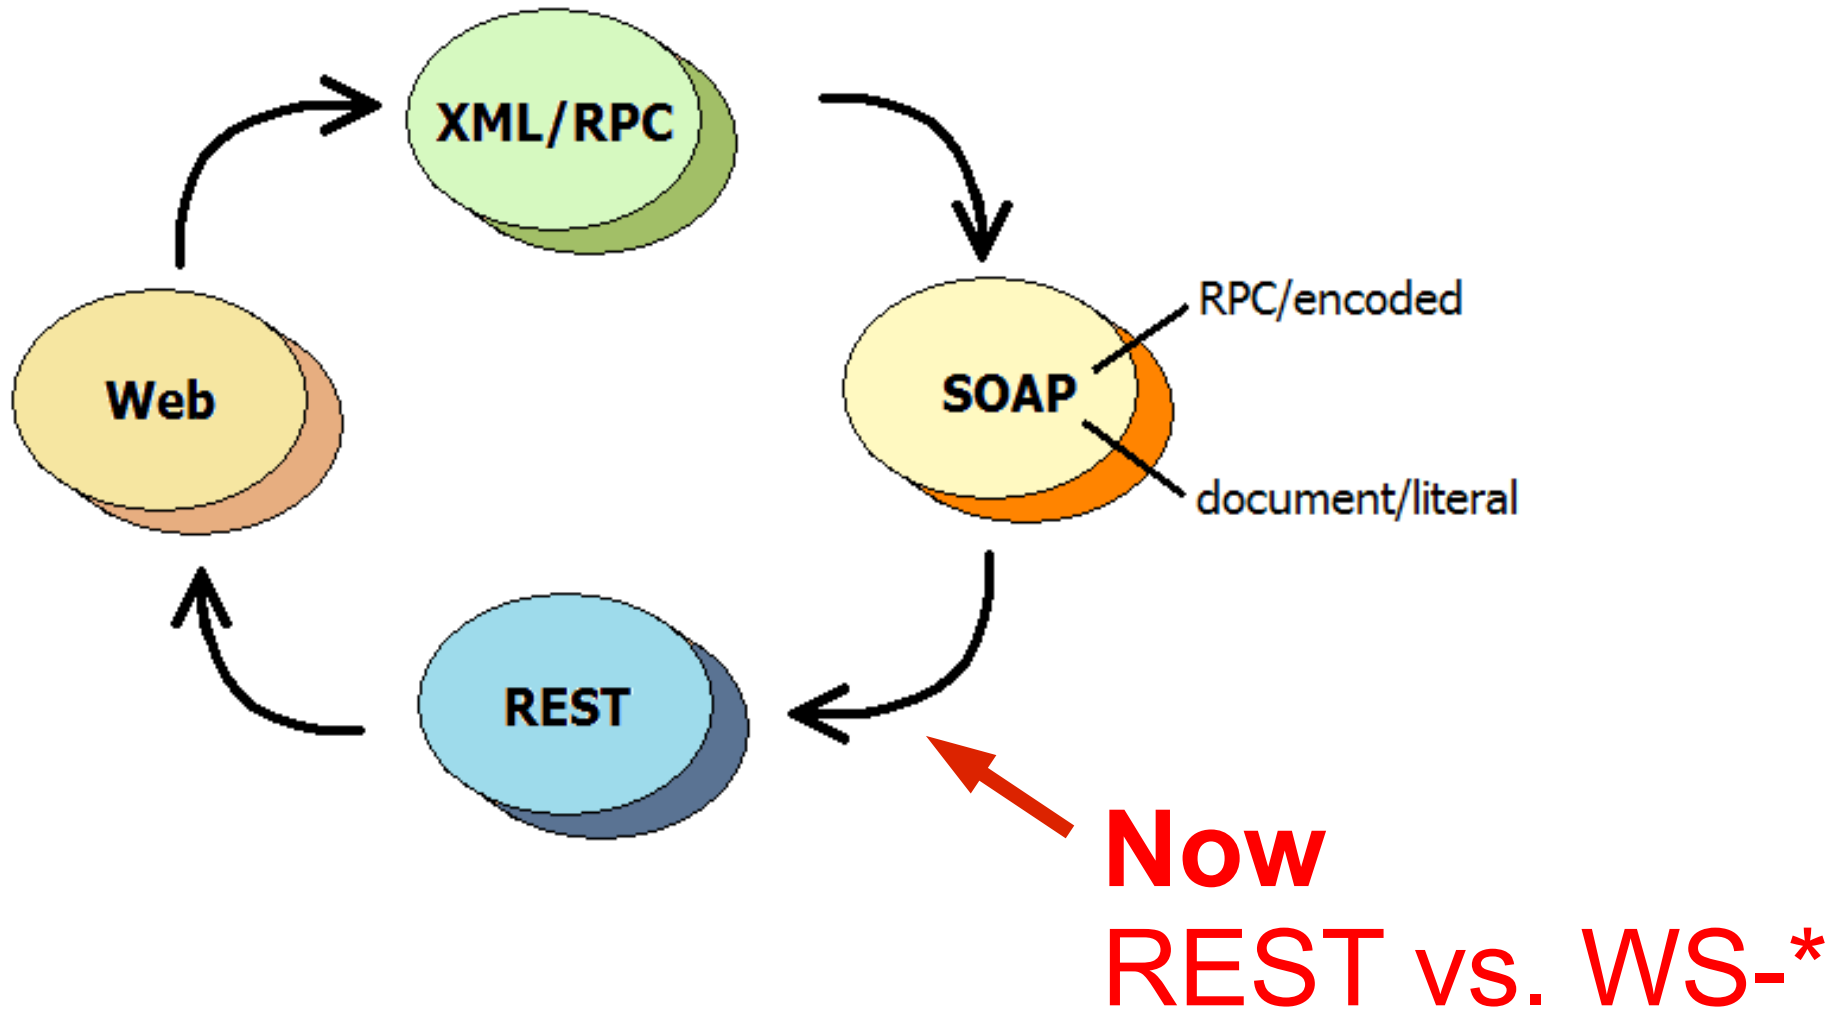 XML/RPC
RPC/encoded
Web
SOAP
document/literal
REST
Now
REST vs. WS-*